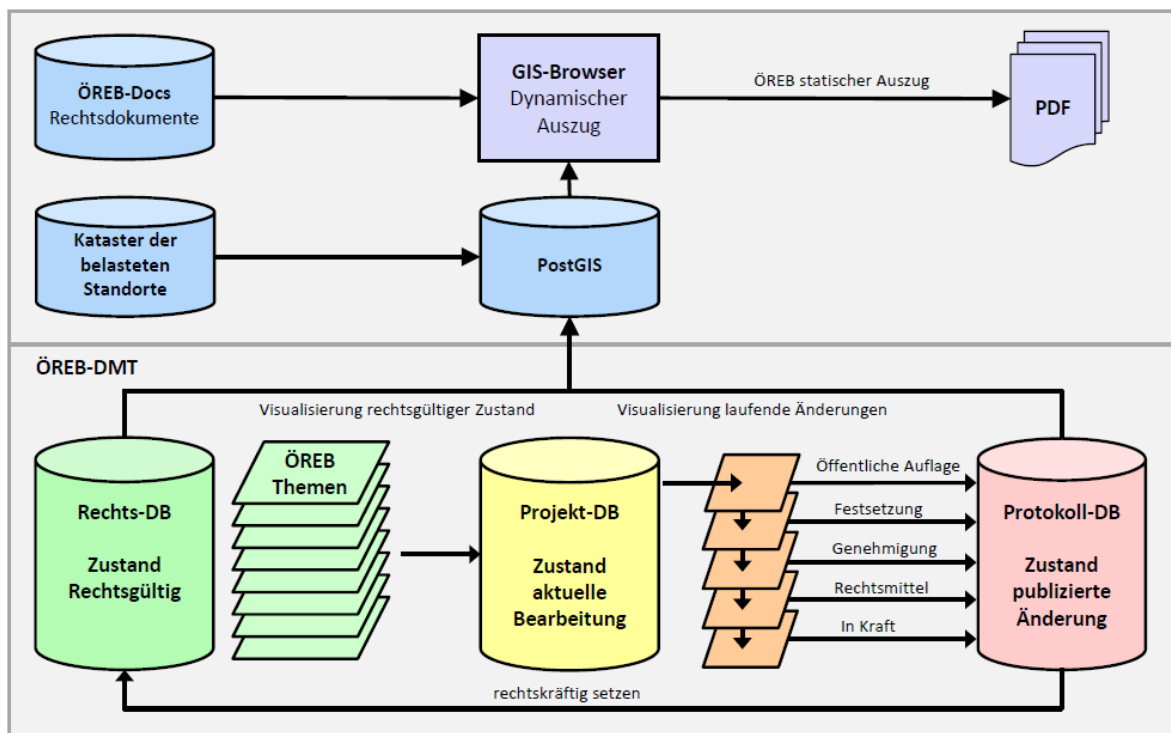 ÖREB-Docs
Rechtsdokumente
GIS-Browser
Dynamischer
Auszug
ÖREB statischer Auszug
PDF
Kataster der
belasteten
Standorte
PostGIS
ÖREB-DMT
Visualisierung rechtsgültiger Zustand
Visualisierung laufende Änderungen
Rechts-DB
Zustand
Rechtsgültig
ÖREB
Themen
Projekt-DB
Zustand
aktuelle
Bearbeitung
Öffentliche Auflage
Festsetzung
Genehmigung
Rechtsmittel
In Kraft
Protokoll-DB
Zustand
publizierte
Änderung
rechtskräftig setzen